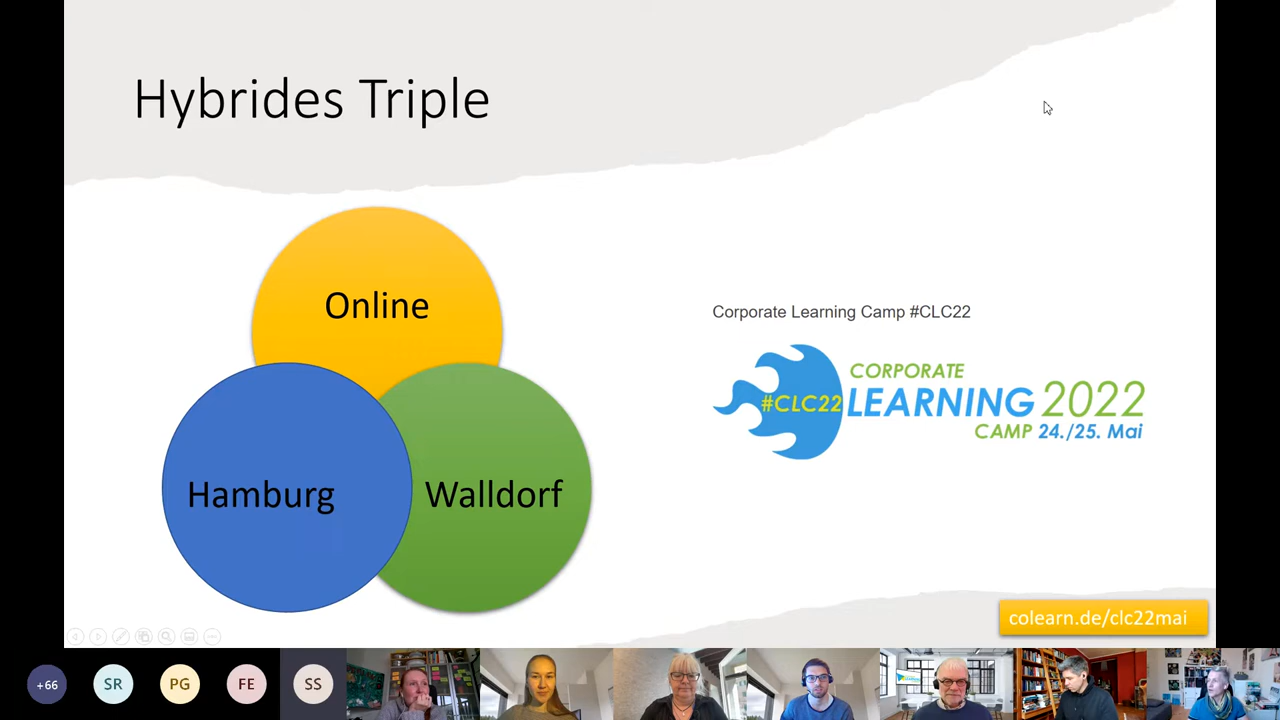 Hybrides Triple
Online
Hamburg
Walldorf
Corporate Learning Camp #CLC22
#CLC22
CORPORATE
LEARNING 2022
CAMP 24./25. Mai
colearn.de/clc22mai
+66
SR
PG
FE
SS